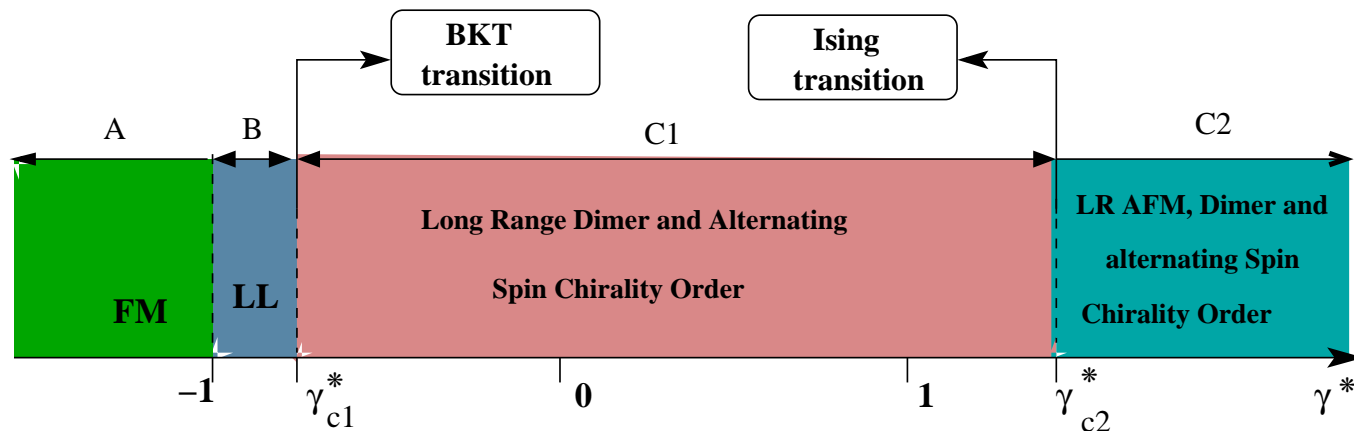 BKT
transition
Ising
transition
A
B
C1
C2
Long Range Dimer and Alternating
Spin Chirality Order
LR AFM, Dimer and
alternating Spin
Chirality Order
FM
LL
−1
γ*c1
0
1
γ*c2
γ*